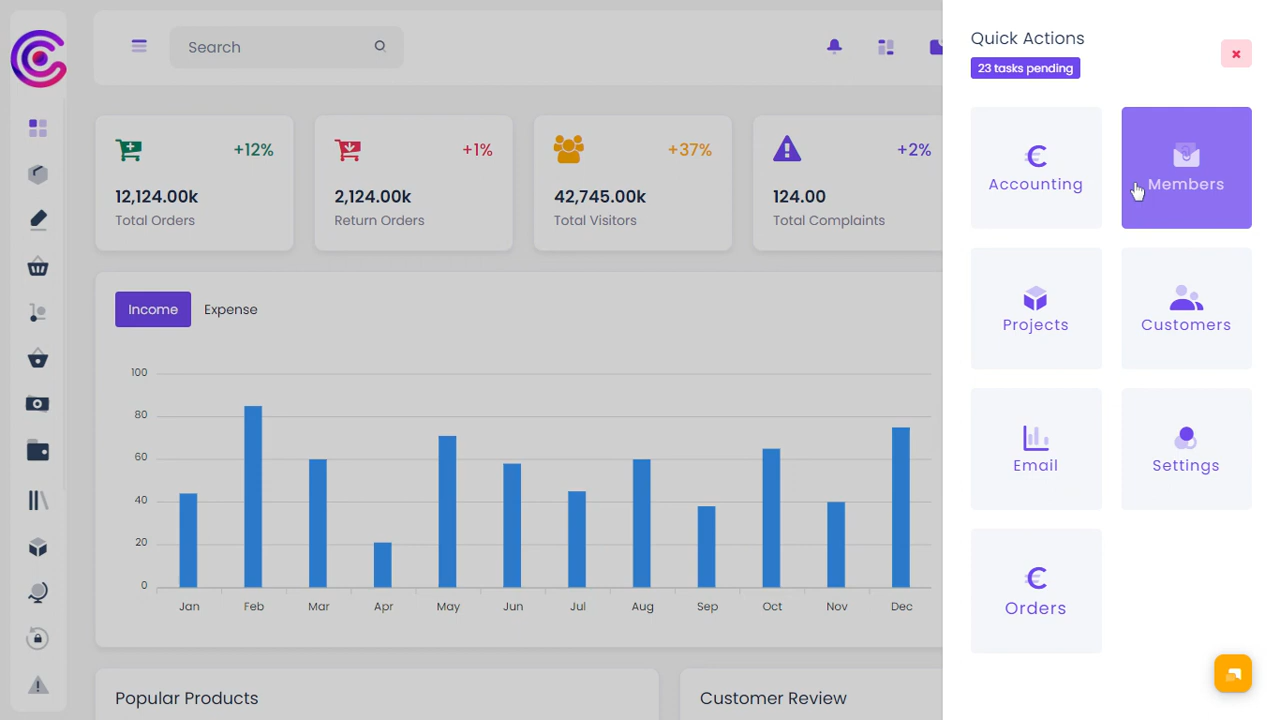 Search
+12%
12,124.00k
Total Orders
+1%
2,124.00k
Return Orders
+37%
42,745.00k
Total Visitors
+2%
124.00
Total Complaints
Income
Expense
100
80
60
40
20
0
Jan Feb Mar Apr May Jun Jul Aug Sep Oct Nov Dec
Popular Products
Customer Review
Quick Actions
23 tasks pending
Accounting
Members
Projects
Customers
Email
Settings
Orders